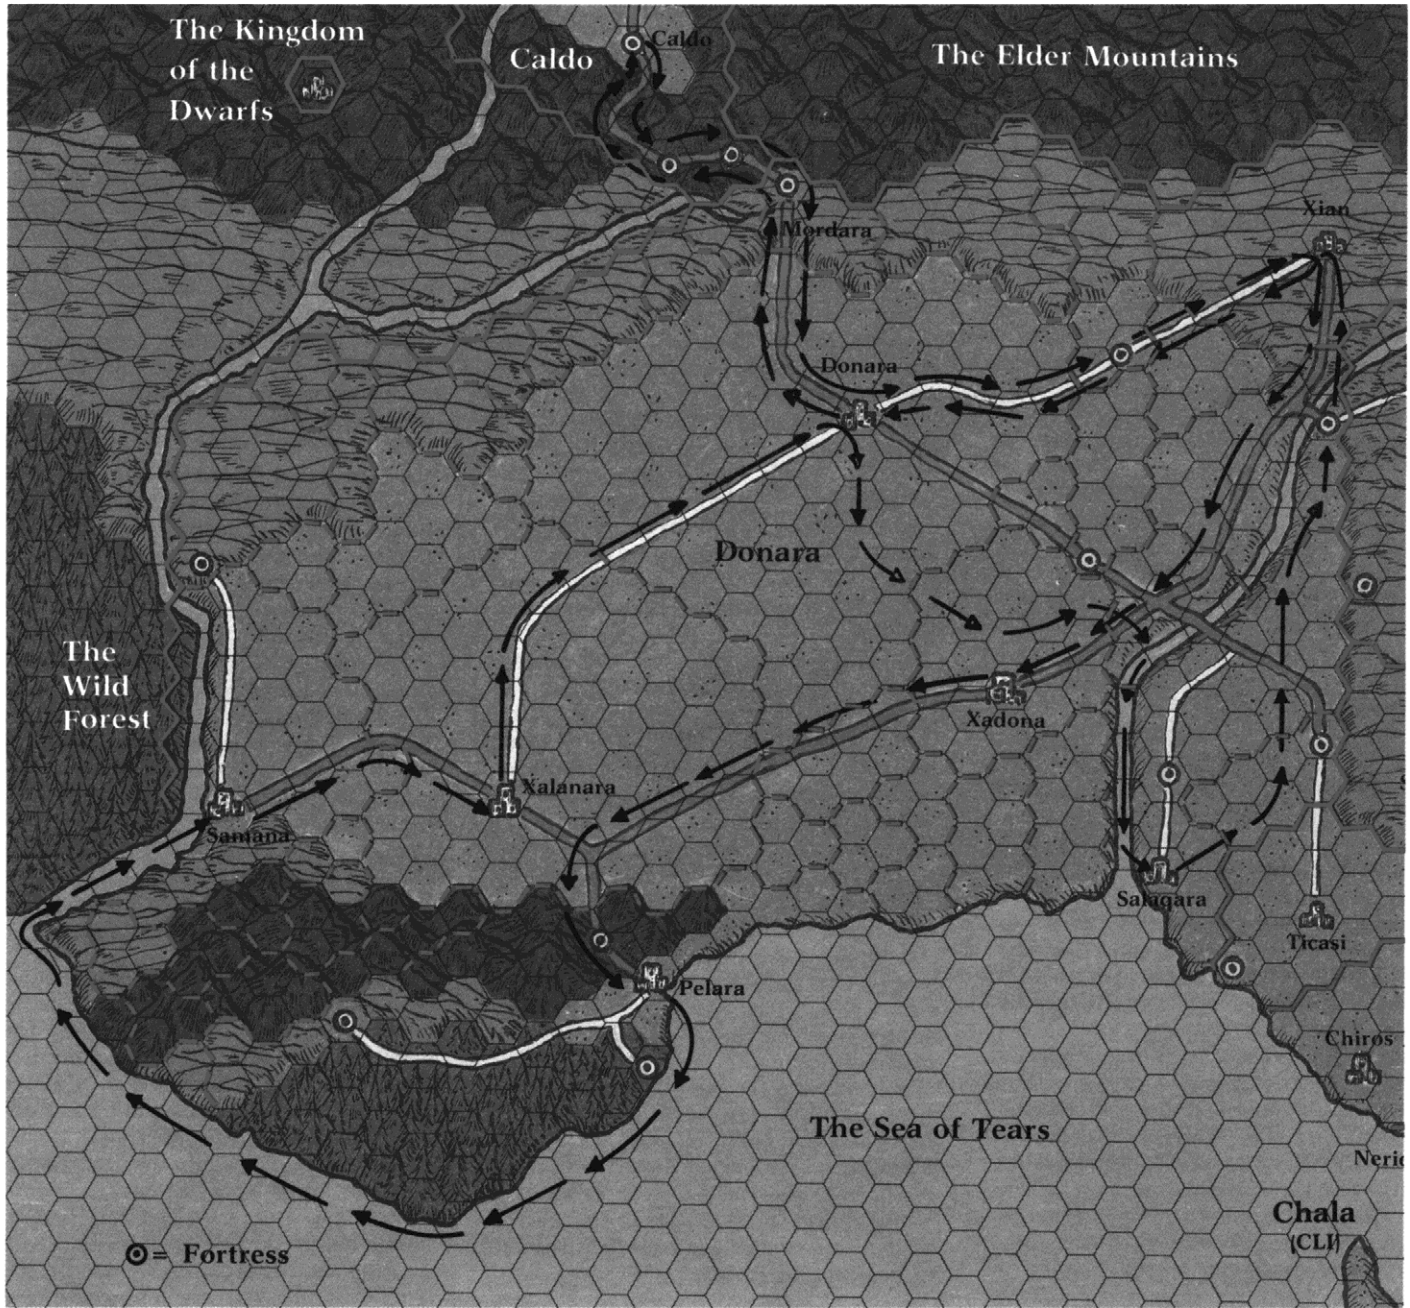 The Kingdom
of the
Dwarfs
Caldo
Caldo
The Elder Mountains
Xian
Mordara
Donara
Donara
The
Wild
Forest
Xadona
Xalanara
Samana
Salaqara
Ticasi
Pelara
Chiros
The Sea of Tears
Neric
Chala
(CLI)
= Fortress